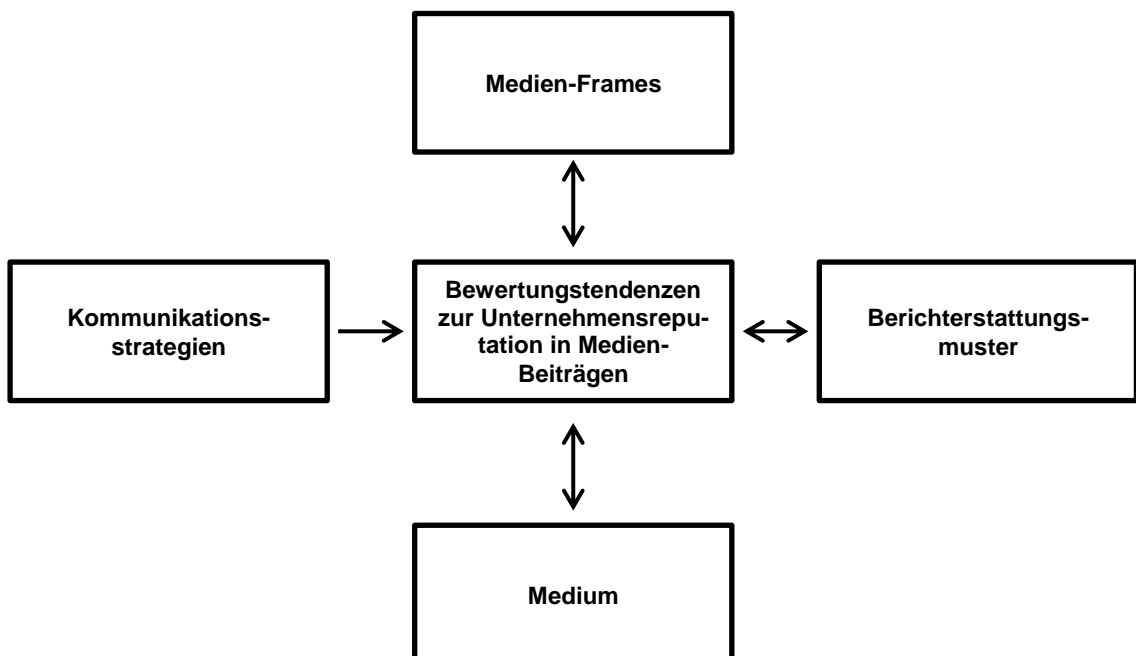 Medien-Frames
Kommunikations-
strategien
Bewertungstendenzen
zur Unternehmensrepu-
tation in Medien-
Beiträgen
Berichterstattungs-
muster
Medium